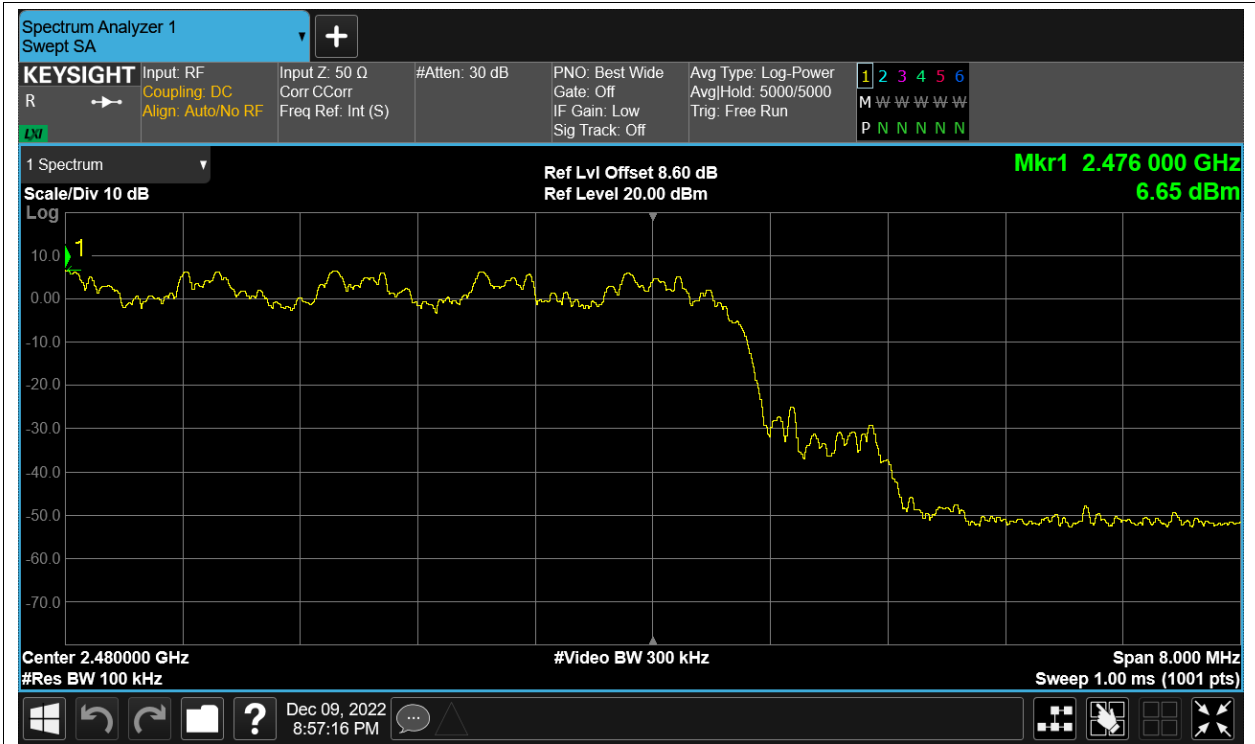 Spectrum Analyzer 1
Swept SA
KEYSIGHT
R
LXI
Input: RF
Coupling: DC
Align: Auto/No RF
Input Z: 50 Ω
Corr CCorr
Freq Ref: Int (S)
#Atten: 30 dB
PNO: Best Wide
Gate: Off
IF Gain: Low
Sig Track: Off
Avg Type: Log-Power
Avg|Hold: 5000/5000
Trig: Free Run
1 2 3 4 5 6
M W W W W W
P N N N N N
1 Spectrum
Scale/Div 10 dB
Log
Ref Lvl Offset 8.60 dB
Ref Level 20.00 dBm
Mkr1 2.476 000 GHz
6.65 dBm
1
10.0
0.00
-10.0
-20.0
-30.0
-40.0
-50.0
-60.0
-70.0
Center 2.480000 GHz
#Res BW 100 kHz
#Video BW 300 kHz
Span 8.000 MHz
Sweep 1.00 ms (1001 pts)
?
Dec 09, 2022
8:57:16 PM